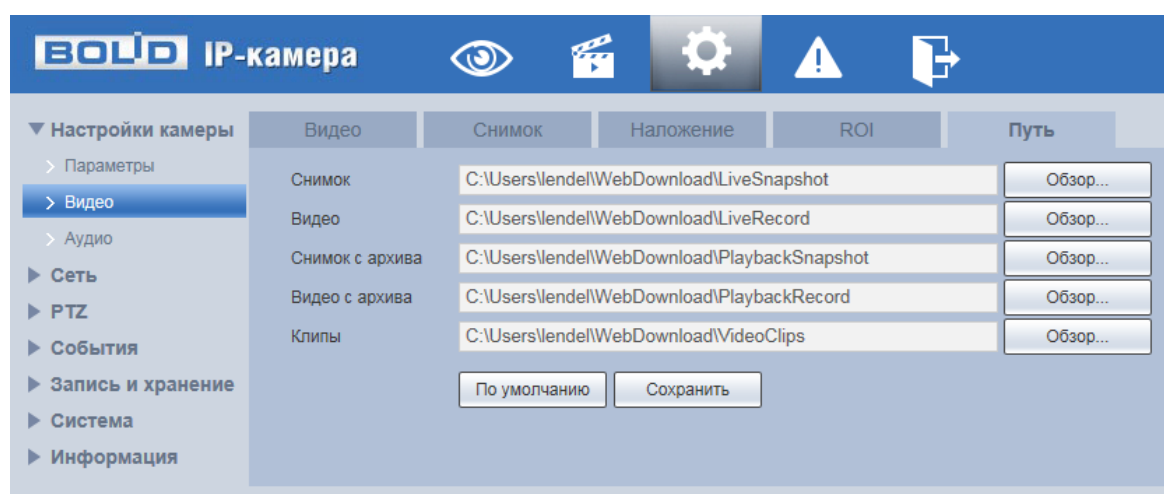 BOLID IP-камера
Настройки камеры
Параметры
Видео
Аудио
Сеть
PTZ
События
Запись и хранение
Система
Информация
Видео Снимок Наложение ROI Путь
Снимок C:\Users\lendel\WebDownload\LiveSnapshot Обзор...
Видео C:\Users\lendel\WebDownload\LiveRecord Обзор...
Снимок с архива C:\Users\lendel\WebDownload\PlaybackSnapshot Обзор...
Видео с архива C:\Users\lendel\WebDownload\PlaybackRecord Обзор...
Клипы C:\Users\lendel\WebDownload\VideoClips Обзор...
По умолчанию Сохранить